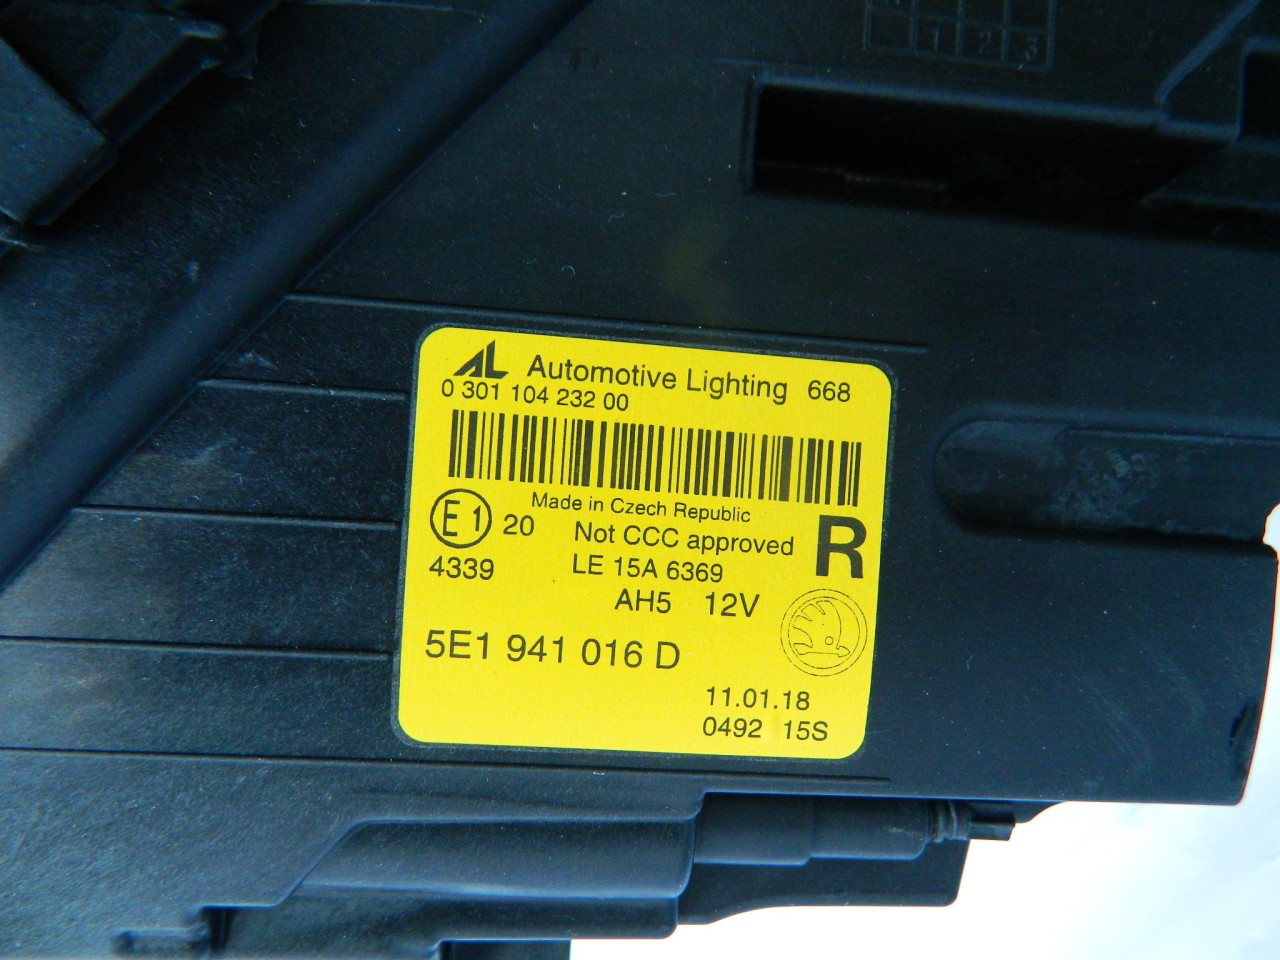 1 2 3
AL Automotive Lighting 668
0 301 104 232 00
Made in Czech Republic
E1 20 Not CCC approved R
4339 LE 15A 6369
AH5 12V
5E1 941 016 D
11.01.18
0492 15S